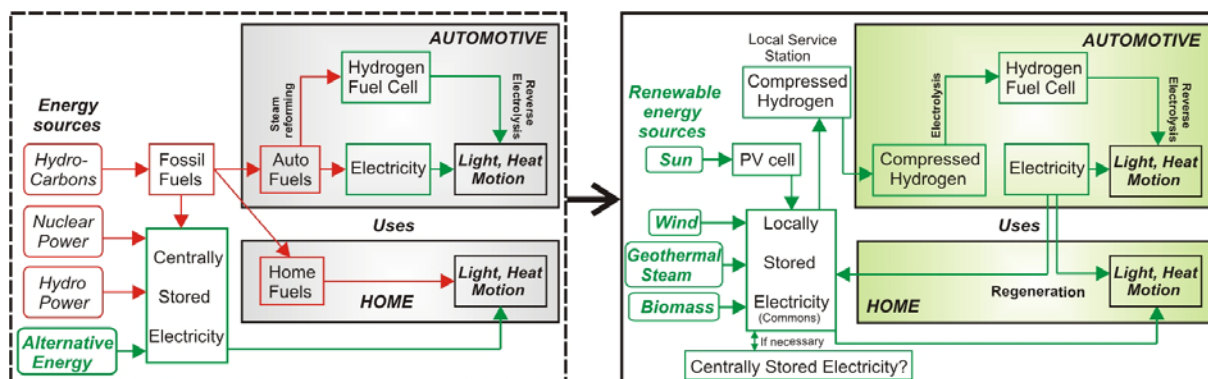 AUTOMOTIVE
Energy
sources
Hydro-
Carbons
Nuclear
Power
Hydro
Power
Alternative
Energy
Fossil
Fuels
Centrally
Stored
Electricity
Steam
reforming
Auto
Fuels
Hydrogen
Fuel Cell
Electricity
Reverse
Electrolysis
Light, Heat
Motion
Uses
Home
Fuels
HOME
Light, Heat
Motion
Renewable
energy
sources
Sun
Wind
Geothermal
Steam
Biomass
PV cell
Local Service
Station
Compressed
Hydrogen
Locally
Stored
Electricity
(Commons)
If necessary
Centrally Stored Electricity?
AUTOMOTIVE
Compressed
Hydrogen
Electrolysis
Hydrogen
Fuel Cell
Electricity
Reverse
Electrolysis
Light, Heat
Motion
Uses
Regeneration
HOME
Light, Heat
Motion